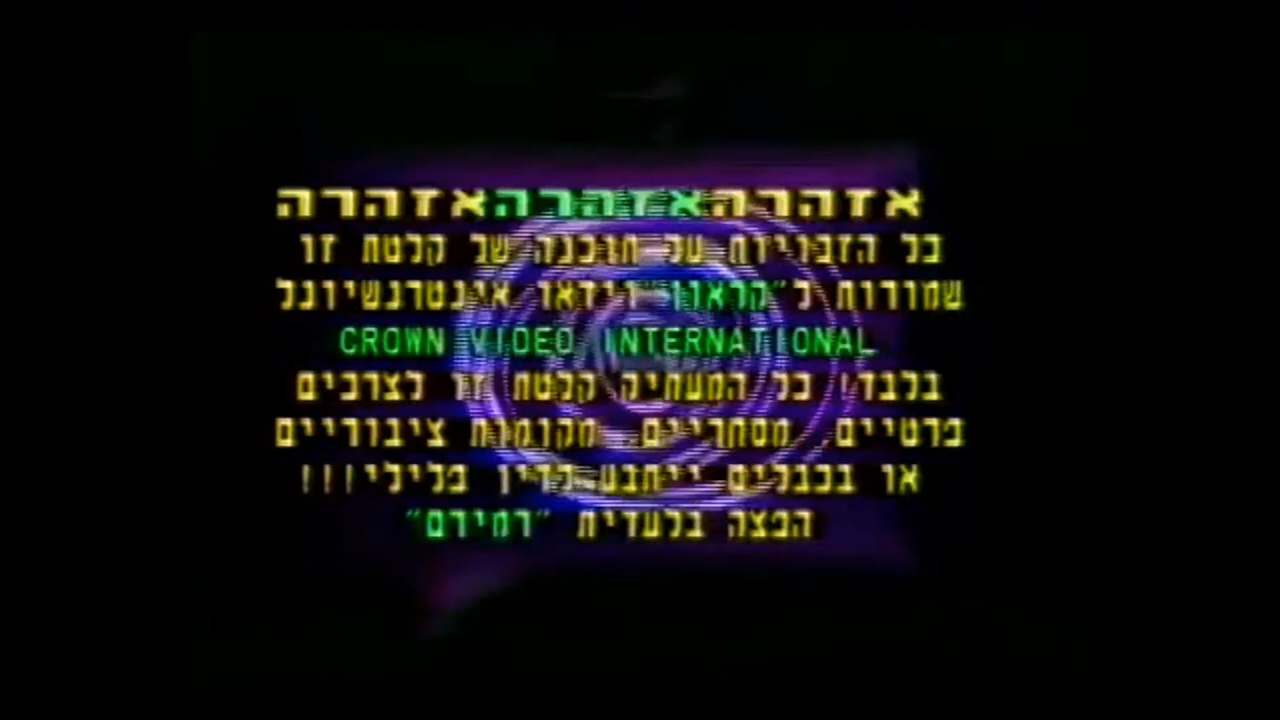 אזהרהאזהרהאזהרה
כל הזכויות על תוכנה של קלטת זו
שמורות ל"קראון" וידאו אינטרנשיונל
CROWN VIDEO INTERNATIONAL
בלבד! כל המעתיק קלטת זו לצרכים
פרטיים, מסחריים, מקומות ציבוריים
או בכבלים ייתבע לדין פלילי!!!
הפצה בלעדית "רמירם"